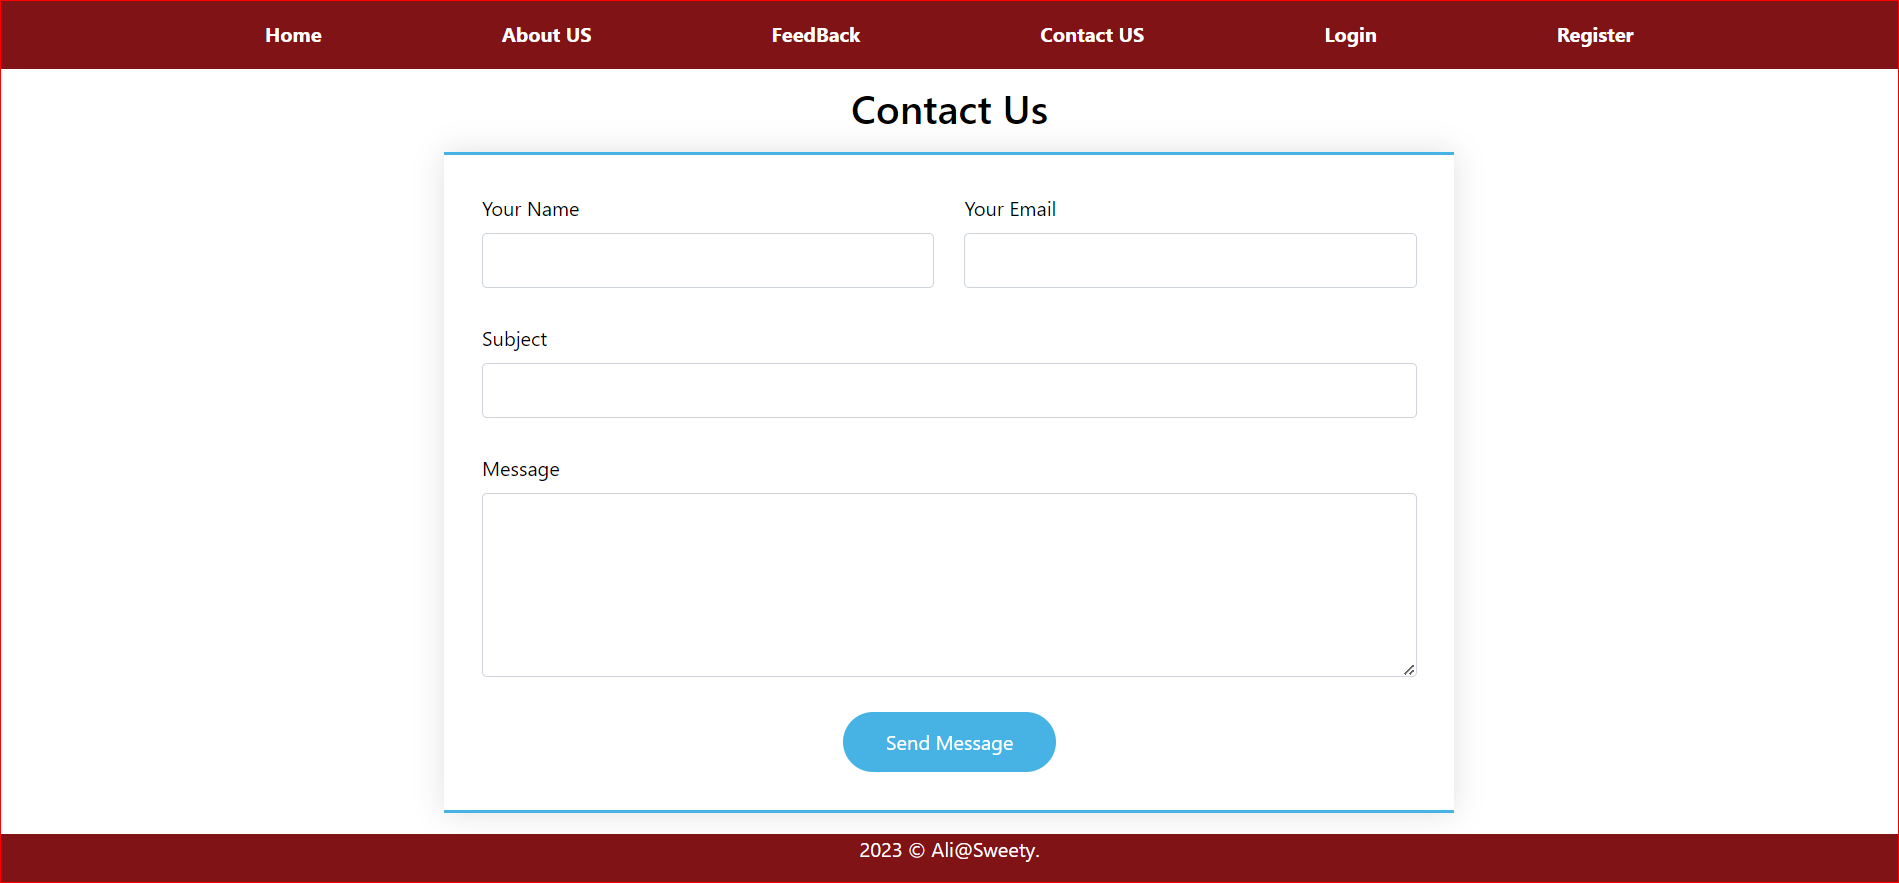 Home About US FeedBack Contact US Login Register
Contact Us
Your Name Your Email
Subject
Message
Send Message
2023 © Ali@Sweety.